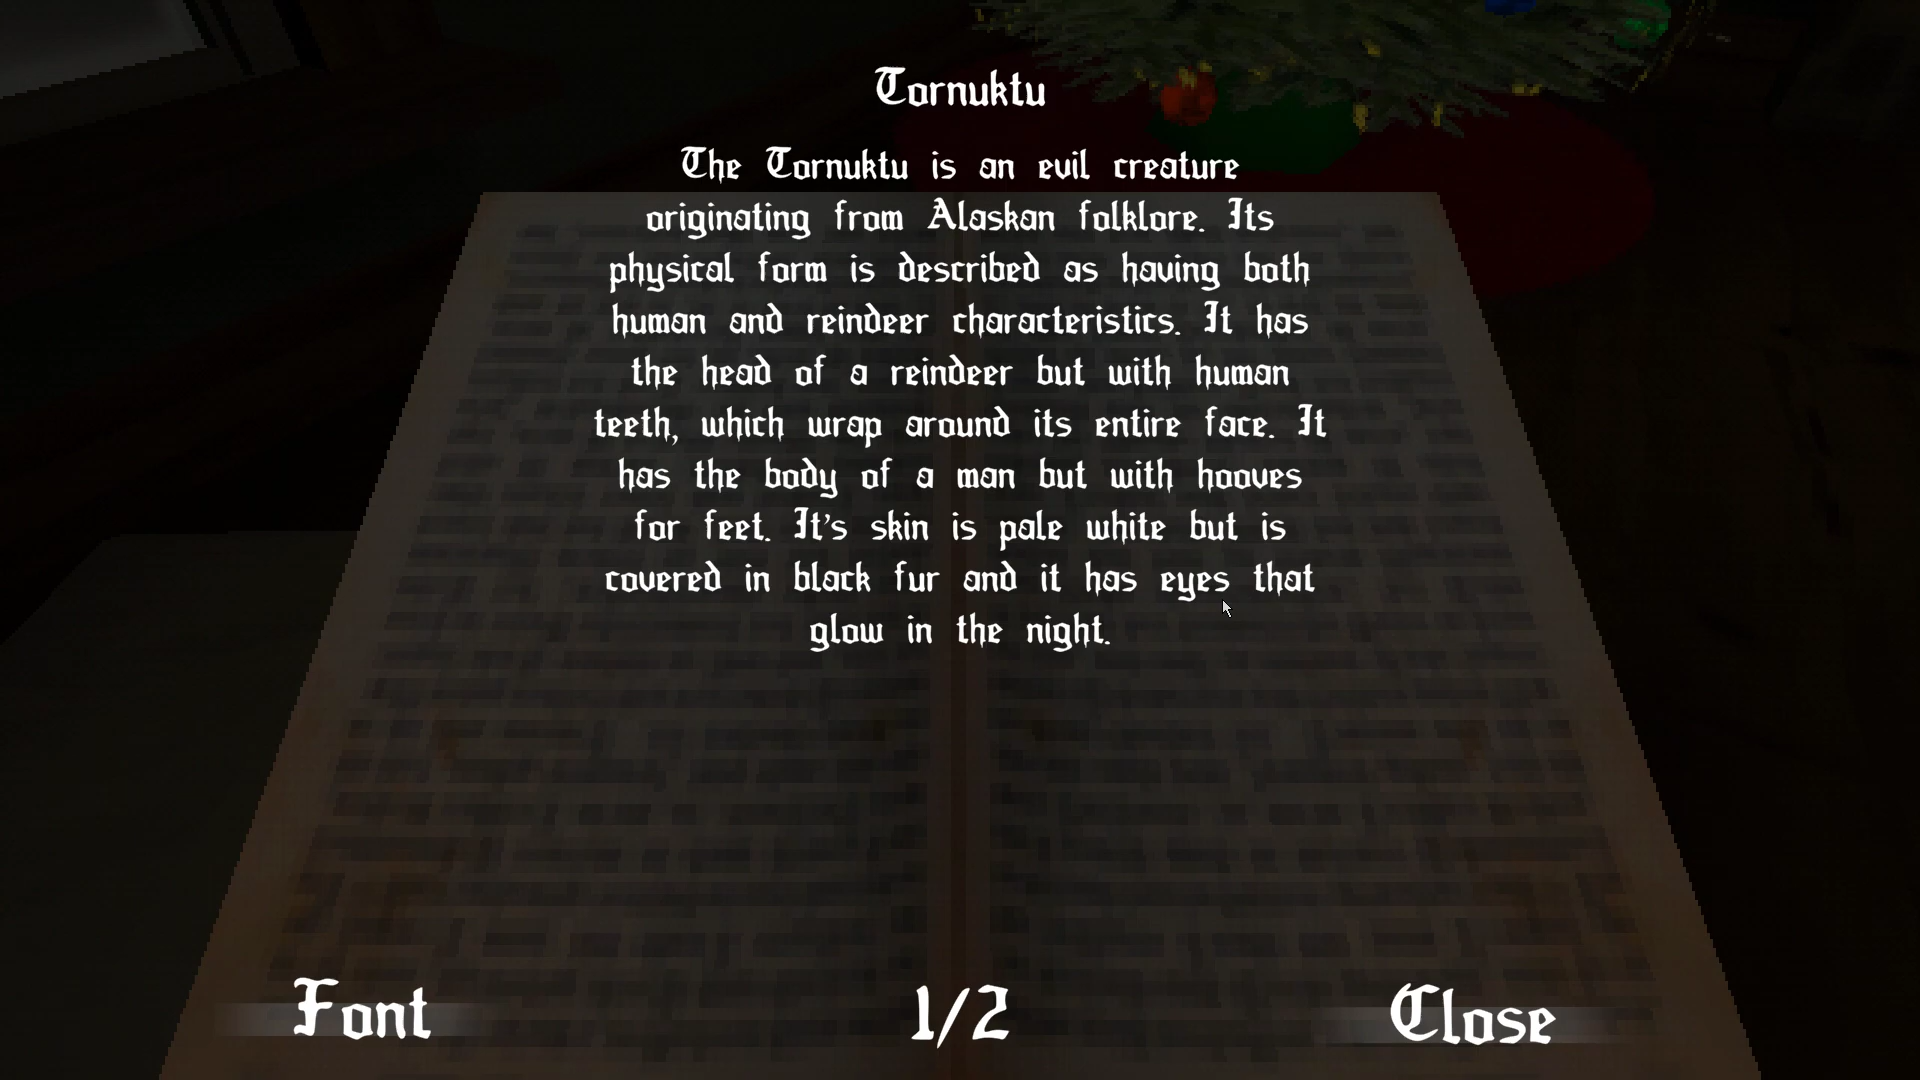 Tornuktu
The Tornuktu is an evil creature
originating from Alaskan folklore. Its
physical form is described as having both
human and reindeer characteristics. It has
the head of a reindeer but with human
teeth, which wrap around its entire face. It
has the body of a man but with hooves
for feet. It's skin is pale white but is
covered in black fur and it has eyes that
glow in the night.
Font
1/2
Close